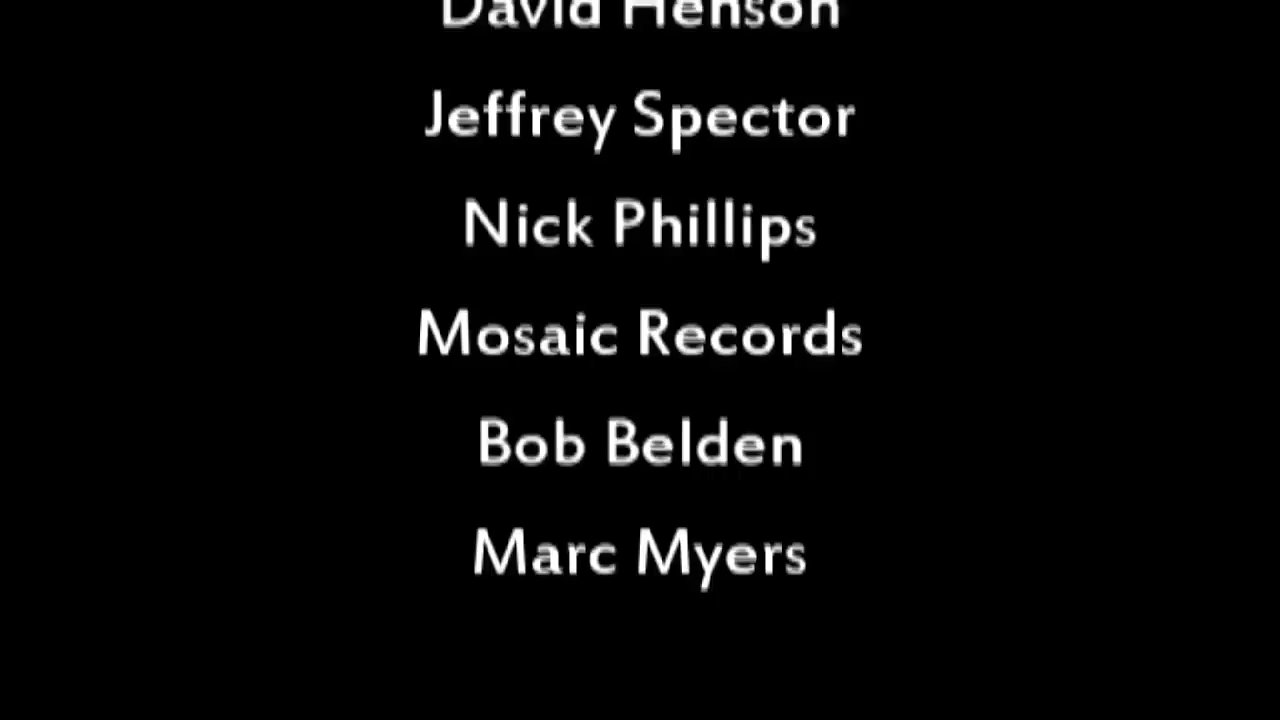 David Henson
Jeffrey Spector
Nick Phillips
Mosaic Records
Bob Belden
Marc Myers